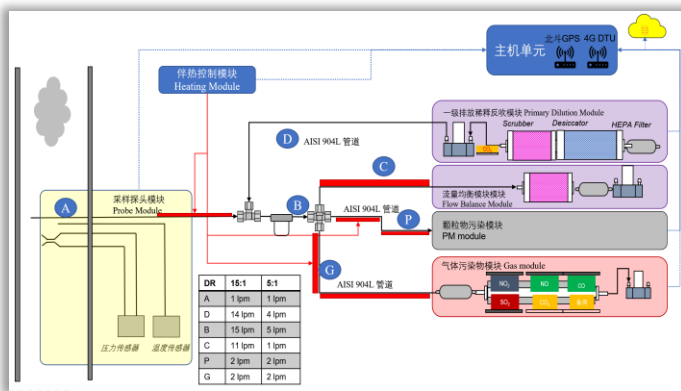 北斗GPS 4G DTU
主机单元
伴热控制模块
Heating Module
一级排放稀释反吹模块 Primary Dilution Module
Scrubber
Desiccator
HEPA Filter
CO₂
D
AISI 904L 管道
C
流量均衡模块模块
Flow Balance Module
采样探头模块
Probe Module
A
B
AISI 904L 管道
P
颗粒物污染模块
PM module
G
AISI 904L 管道
气体污染物模块 Gas module
NO₂
NO
CO
SO₂
CO₂
备用
压力传感器
温度传感器
DR 15:1 5:1
A 1 lpm 1 lpm
D 14 lpm 4 lpm
B 15 lpm 5 lpm
C 11 lpm 1 lpm
P 2 lpm 2 lpm
G 2 lpm 2 lpm